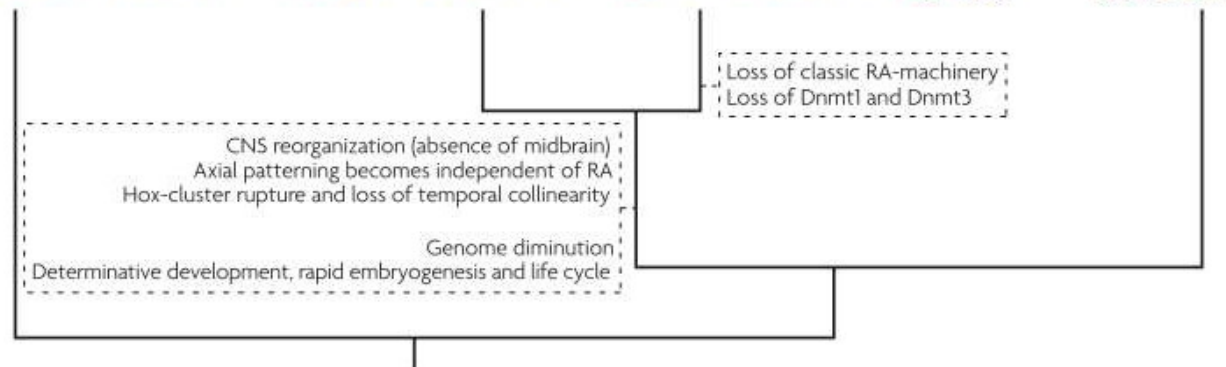 Loss of classic RA-machinery
Loss of Dnmt1 and Dnmt3
CNS reorganization (absence of midbrain)
Axial patterning becomes independent of RA
Hox-cluster rupture and loss of temporal collinearity
Genome diminution
Determinative development, rapid embryogenesis and life cycle